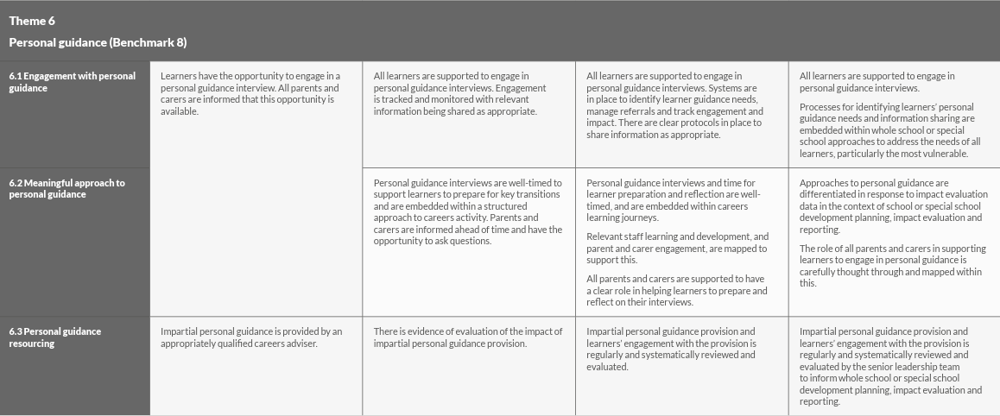 Theme 6
Personal guidance (Benchmark 8)
6.1 Engagement with personal
guidance
Learners have the opportunity to engage in a
personal guidance interview. All parents and
carers are informed that this opportunity is
available.
All learners are supported to engage in
personal guidance interviews. Engagement
is tracked and monitored with relevant
information being shared as appropriate.
All learners are supported to engage in
personal guidance interviews. Systems are
in place to identify learner guidance needs,
manage referrals and track engagement and
impact. There are clear protocols in place to
share information as appropriate.
All learners are supported to engage in
personal guidance interviews.
Processes for identifying learners' personal
guidance needs and information sharing are
embedded within whole school or special
school approaches to address the needs of all
learners, particularly the most vulnerable.
6.2 Meaningful approach to
personal guidance
Personal guidance interviews are well-timed to
support learners to prepare for key transitions
and are embedded within a structured
approach to careers activity. Parents and
carers are informed ahead of time and have the
opportunity to ask questions.
Personal guidance interviews and time for
learner preparation and reflection are well-
timed, and are embedded within careers
learning journeys.
Relevant staff learning and development, and
parent and carer engagement, are mapped to
support this.
All parents and carers are supported to have
a clear role in helping learners to prepare and
reflect on their interviews.
Approaches to personal guidance are
differentiated in response to impact evaluation
data in the context of school or special school
development planning, impact evaluation and
reporting.
The role of all parents and carers in supporting
learners to engage in personal guidance is
carefully thought through and mapped within
this.
6.3 Personal guidance
resourcing
Impartial personal guidance is provided by an
appropriately qualified careers adviser.
There is evidence of evaluation of the impact of
impartial personal guidance provision.
Impartial personal guidance provision and
learners' engagement with the provision is
regularly and systematically reviewed and
evaluated.
Impartial personal guidance provision and
learners' engagement with the provision is
regularly and systematically reviewed and
evaluated by the senior leadership team
to inform whole school or special school
development planning, impact evaluation and
reporting.